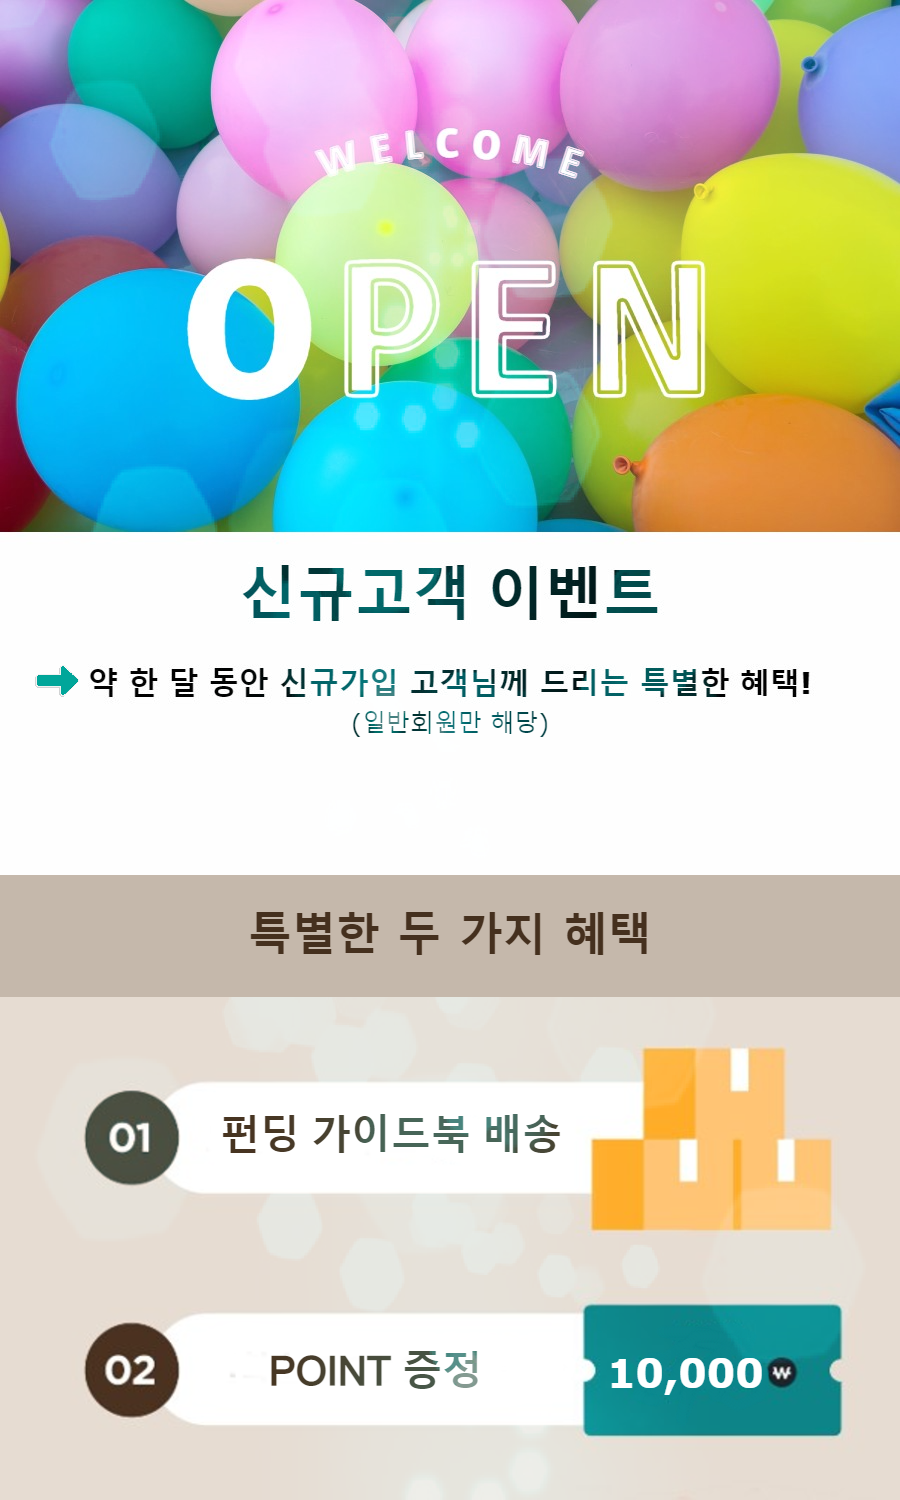 WELCOME
OPEN
신규고객 이벤트
약 한 달 동안 신규가입 고객님께 드리는 특별한 혜택!
(일반회원만 해당)
특별한 두 가지 혜택
01
펀딩 가이드북 배송
02
POINT 증정
10,000₩